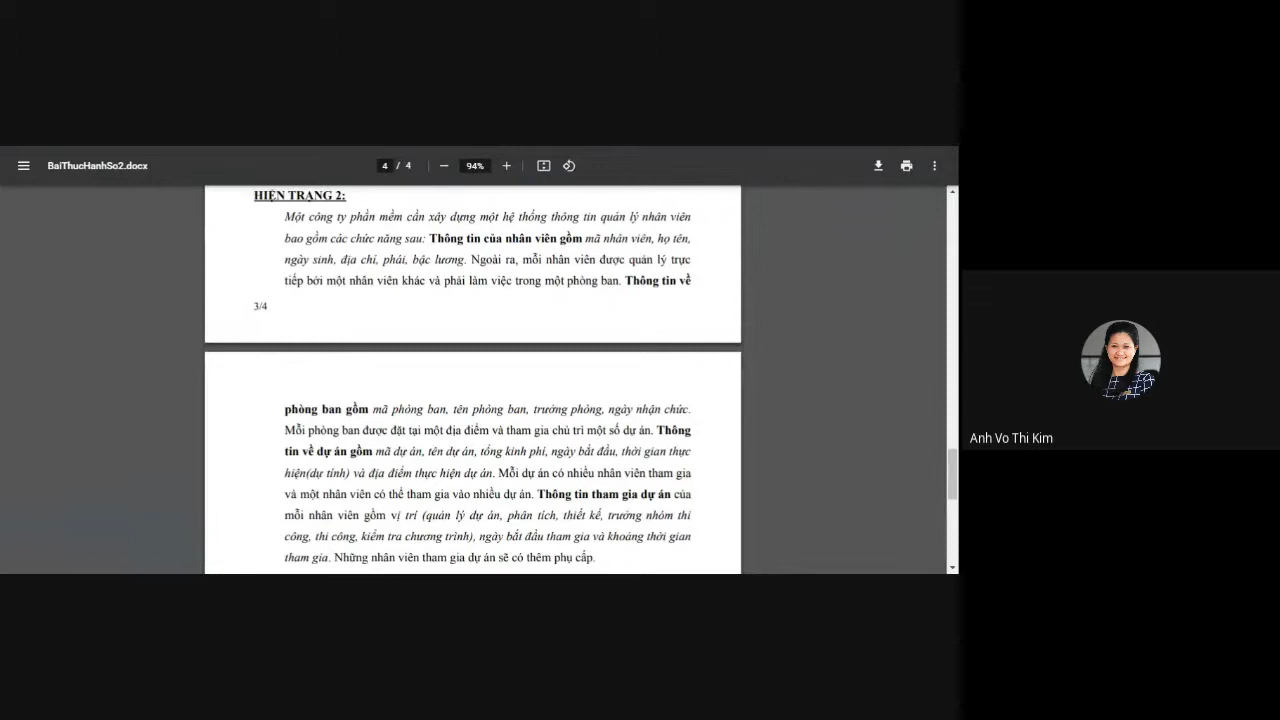 BaiThucHanhSo2.docx
4 / 4
94%
HIỆN TRẠNG 2:
Một công ty phần mềm cần xây dựng một hệ thống thông tin quản lý nhân viên
bao gồm các chức năng sau: Thông tin của nhân viên gồm mã nhân viên, họ tên,
ngày sinh, địa chỉ, phái, bậc lương. Ngoài ra, mỗi nhân viên được quản lý trực
tiếp bởi một nhân viên khác và phải làm việc trong một phòng ban. Thông tin về
3/4
phòng ban gồm mã phòng ban, tên phòng ban, trưởng phòng, ngày nhận chức.
Mỗi phòng ban được đặt tại một địa điểm và tham gia chủ trì một số dự án. Thông
tin về dự án gồm mã dự án, tên dự án, tổng kinh phí, ngày bắt đầu, thời gian thực
hiện(dự tính) và địa điểm thực hiện dự án. Mỗi dự án có nhiều nhân viên tham gia
và một nhân viên có thể tham gia vào nhiều dự án. Thông tin tham gia dự án của
mỗi nhân viên gồm vị trí (quản lý dự án, phân tích, thiết kế, trưởng nhóm thi
công, thi công, kiểm tra chương trình), ngày bắt đầu tham gia và khoảng thời gian
tham gia. Những nhân viên tham gia dự án sẽ có thêm phụ cấp.
Anh Vo Thi Kim